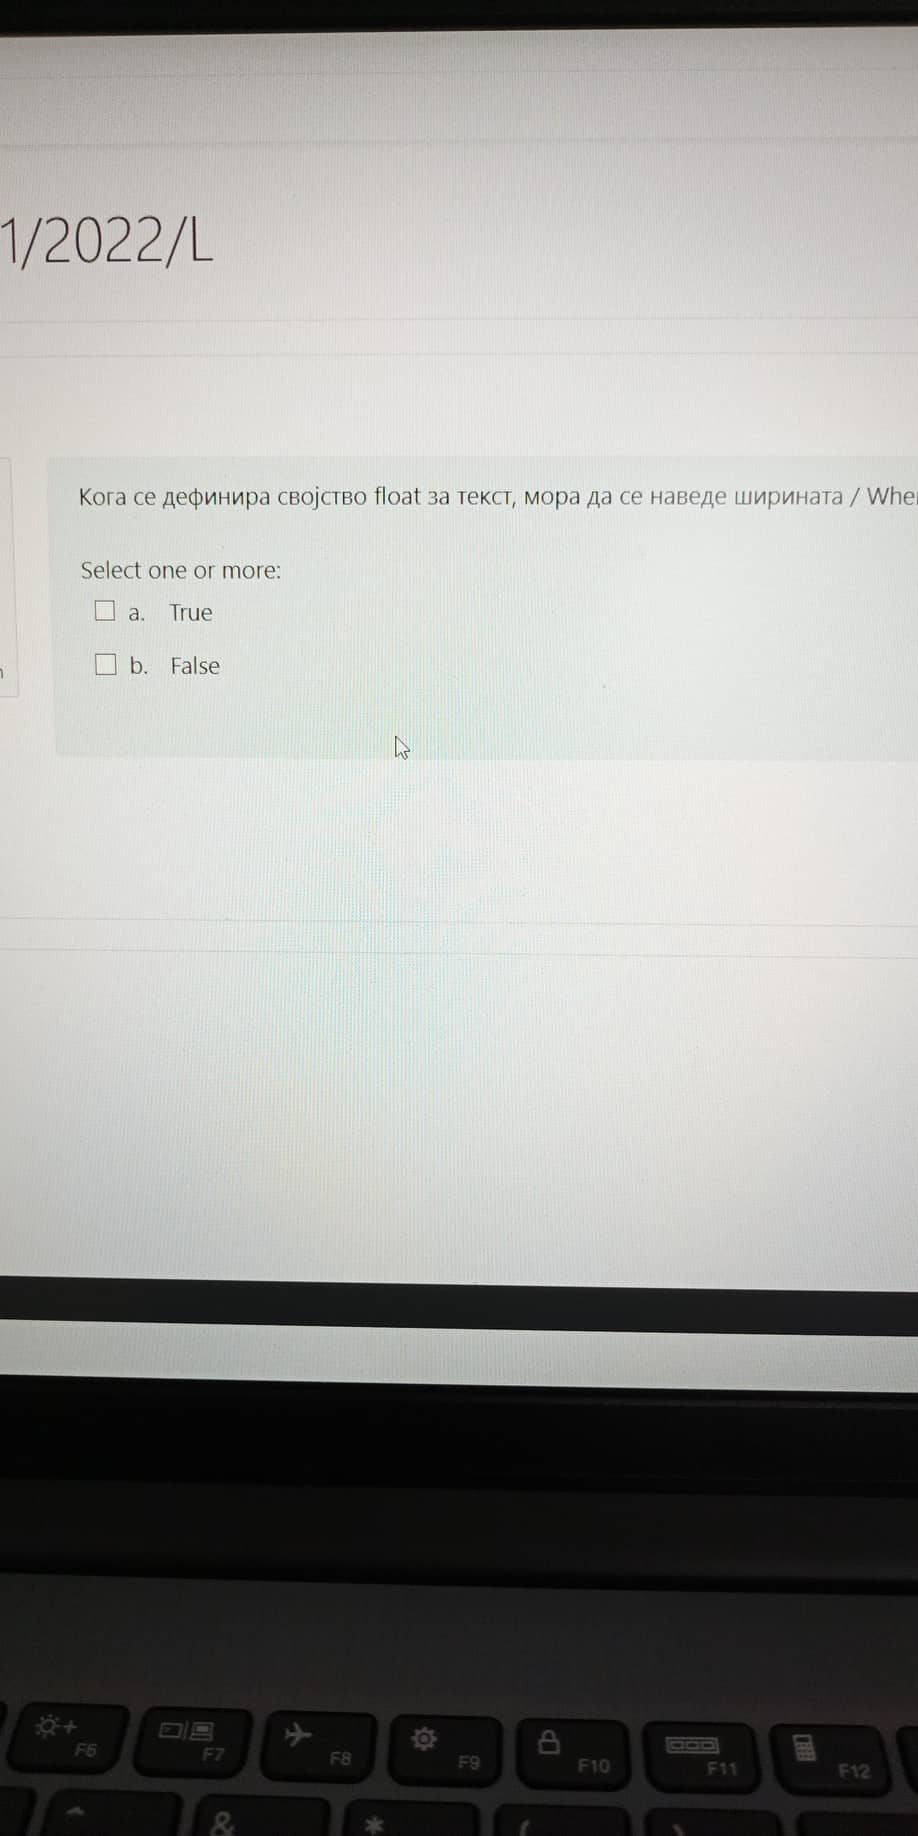 1/2022/L
Кога се дефинира својство float за текст, мора да се наведе ширината / Whe
Select one or more:
a. True
b. False
F6
F7
F8
F9
F10
F11
F12
&
*